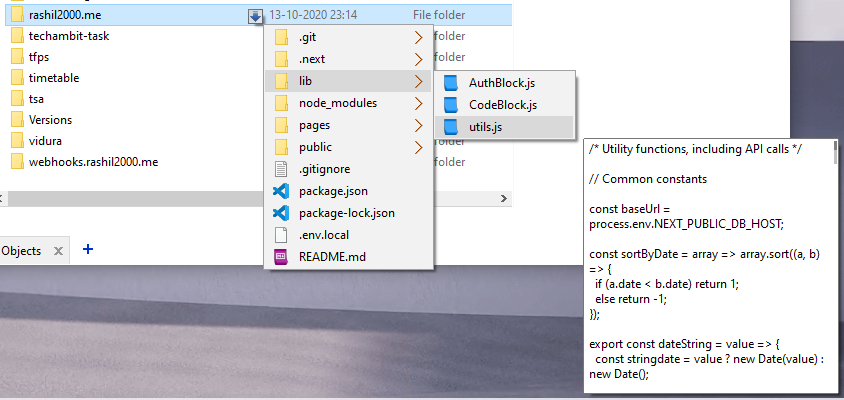 rashil2000.me 13-10-2020 23:14 File folder
techambit-task folder
tfps folder
timetable
tsa
Versions
vidura
webhooks.rashil2000.me folder
Objects
.git
.next
lib
node_modules
pages
public
.gitignore
package.json
package-lock.json
.env.local
README.md
AuthBlock.js
CodeBlock.js
utils.js
/* Utility functions, including API calls */
// Common constants
const baseUrl =
process.env.NEXT_PUBLIC_DB_HOST;
const sortByDate = array => array.sort((a, b)
=> {
if (a.date < b.date) return 1;
else return -1;
});
export const dateString = value => {
const stringdate = value ? new Date(value) :
new Date();